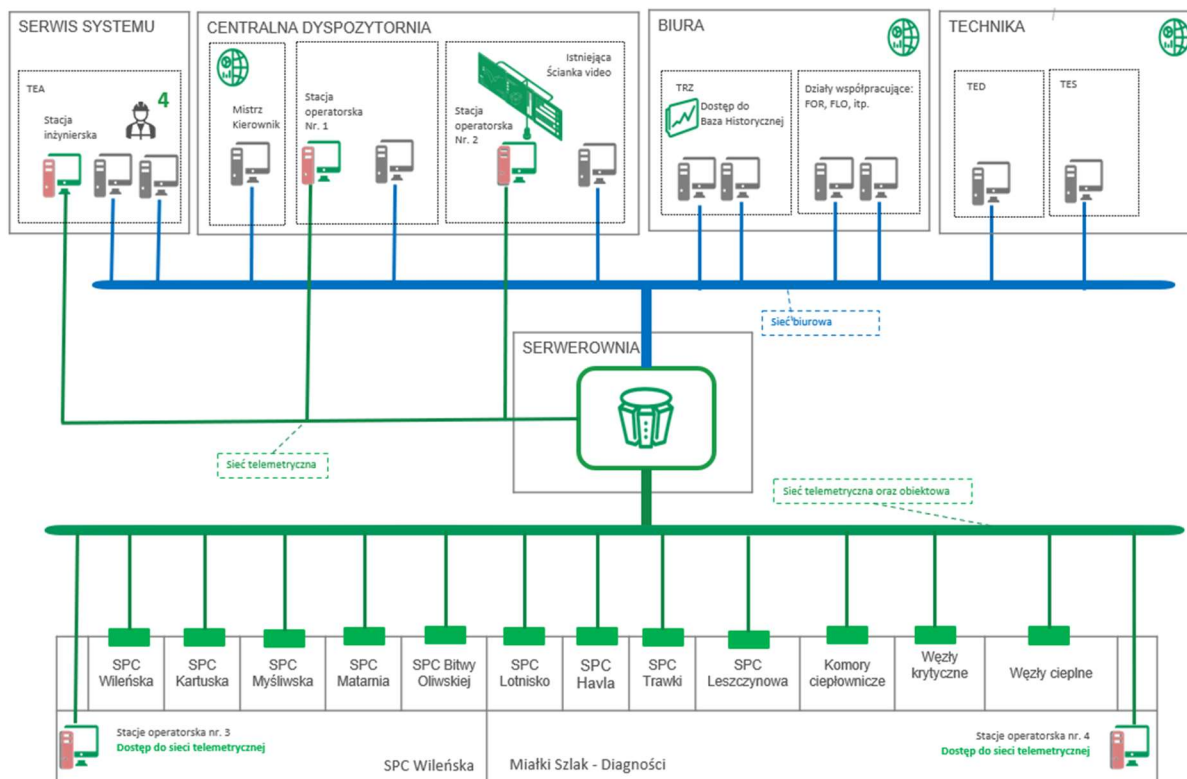 SERWIS SYSTEMU
CENTRALNA DYSPOZYTORNIA
BIURA
TECHNIKA
TEA
4
Stacja
inżynierska
Mistrz
Kierownik
Stacja
operatorska
Nr. 1
Istniejąca
Ścianka video
Stacja
operatorska
Nr. 2
TRZ
Dostęp do
Baza Historycznej
Działy współpracujące:
FOR, FLO, itp.
TED
TES
Sieć biurowa
SERWEROWNIA
Sieć telemetryczna
Sieć telemetryczna oraz obiektowa
SPC
Wileńska
SPC
Kartuska
SPC
Myśliwska
SPC
Matarnia
SPC Bitwy
Oliwskiej
SPC
Lotnisko
SPC
Havla
SPC
Trawki
SPC
Leszczynowa
Komory
ciepłownicze
Węzły
krytyczne
Węzły cieplne
Stacje operatorska nr. 3
Dostęp do sieci telemetrycznej
SPC Wileńska
Miałki Szlak - Diagności
Stacje operatorska nr. 4
Dostęp do sieci telemetrycznej